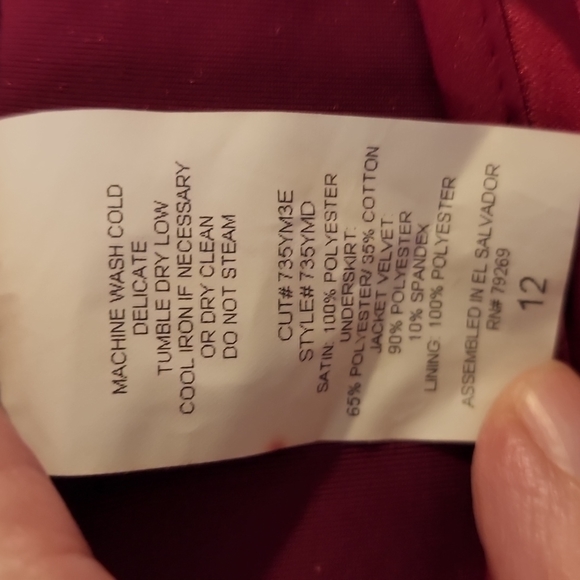 MACHINE WASH COLD
DELICATE
TUMBLE DRY LOW
COOL IRON IF NECESSARY
OR DRY CLEAN
DO NOT STEAM
CUT# 735YM3E
STYLE# 735YMD
SATIN: 100% POLYESTER
UNDERSKIRT:
65% POLYESTER/ 35% COTTON
JACKET VELVET:
90% POLYESTER
10% SPANDEX
LINING: 100% POLYESTER
ASSEMBLED IN EL SALVADOR
RN# 79269
12